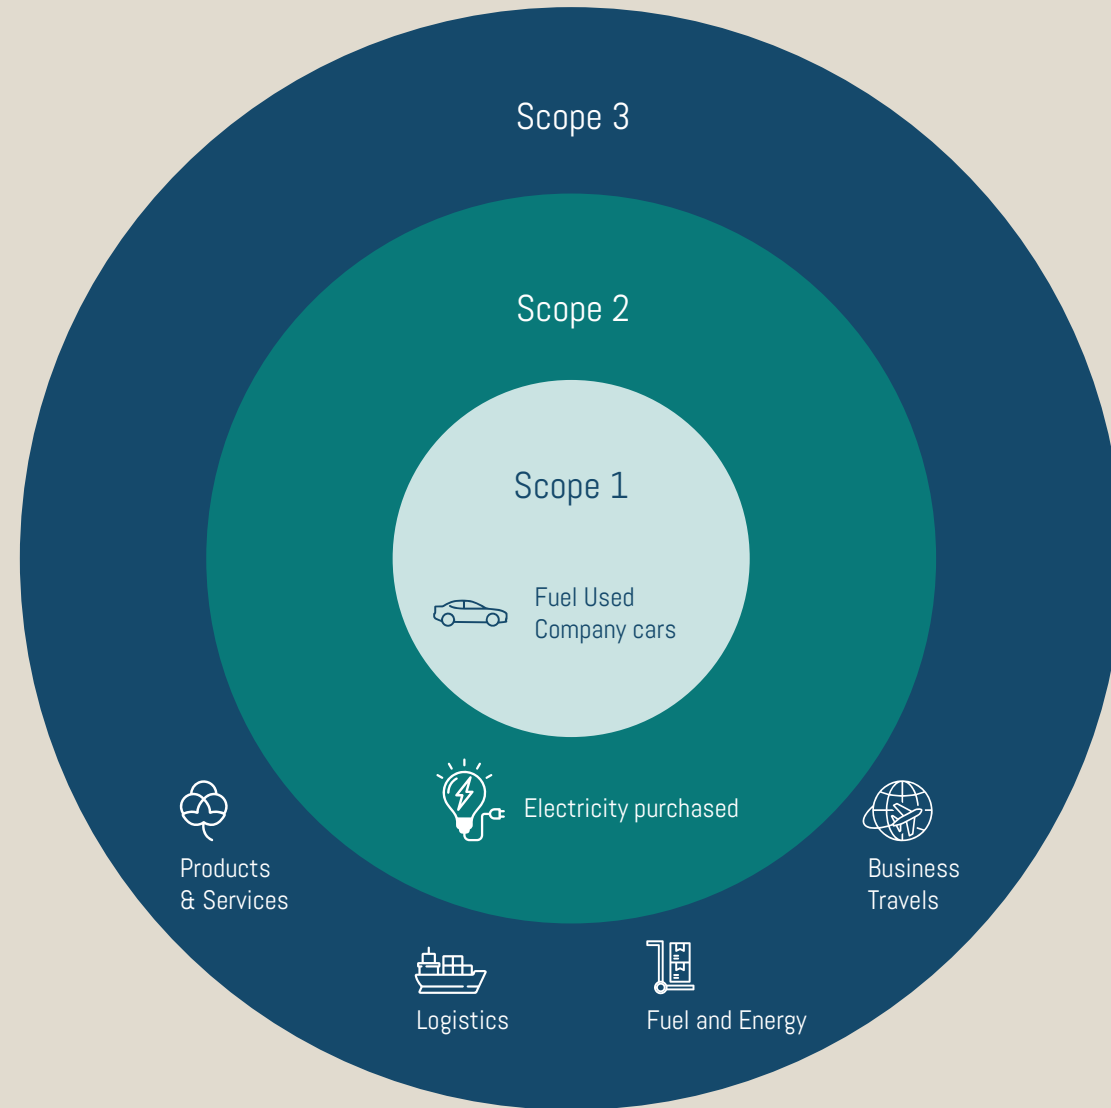 Scope 3
Scope 2
Scope 1
Fuel Used
Company cars
Electricity purchased
Products
& Services
Business
Travels
Logistics
Fuel and Energy